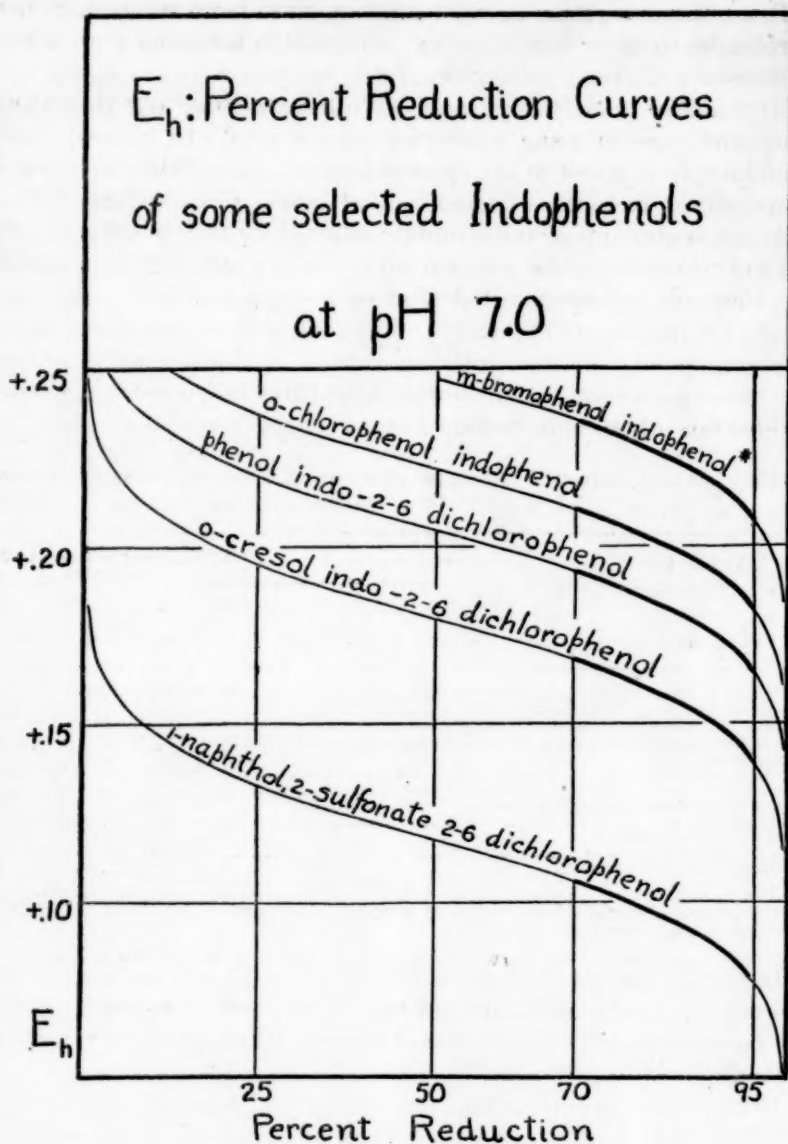 E_h: Percent Reduction Curves
of some selected Indophenols
at pH 7.0
+.25
m-bromophenol indophenol*
o-chlorophenol indophenol
phenol indo-2-6 dichlorophenol
+.20
o-cresol indo-2-6 dichlorophenol
+.15
1-naphthol, 2-sulfonate 2-6 dichlorophenol
+.10
E_h
25 50 70 95
Percent Reduction